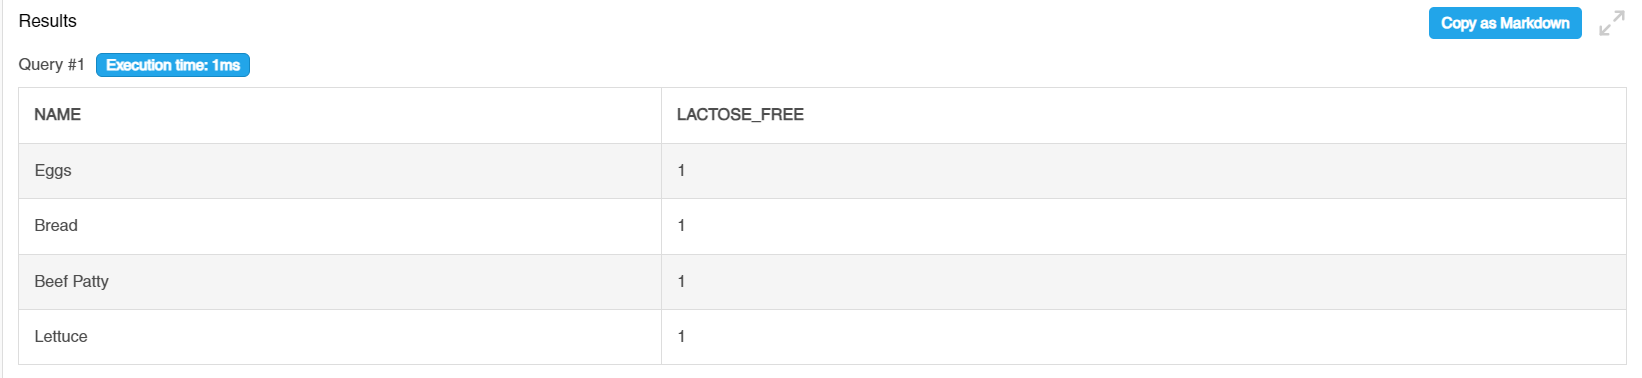 Results
Copy as Markdown
Query #1 Execution time: 1ms
NAME LACTOSE_FREE
Eggs 1
Bread 1
Beef Patty 1
Lettuce 1